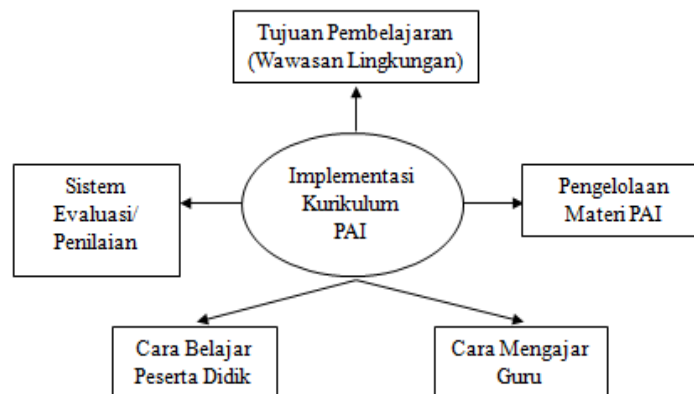 Tujuan Pembelajaran
(Wawasan Lingkungan)
Sistem
Evaluasi/
Penilaian
Implementasi
Kurikulum
PAI
Pengelolaan
Materi PAI
Cara Belajar
Peserta Didik
Cara Mengajar
Guru